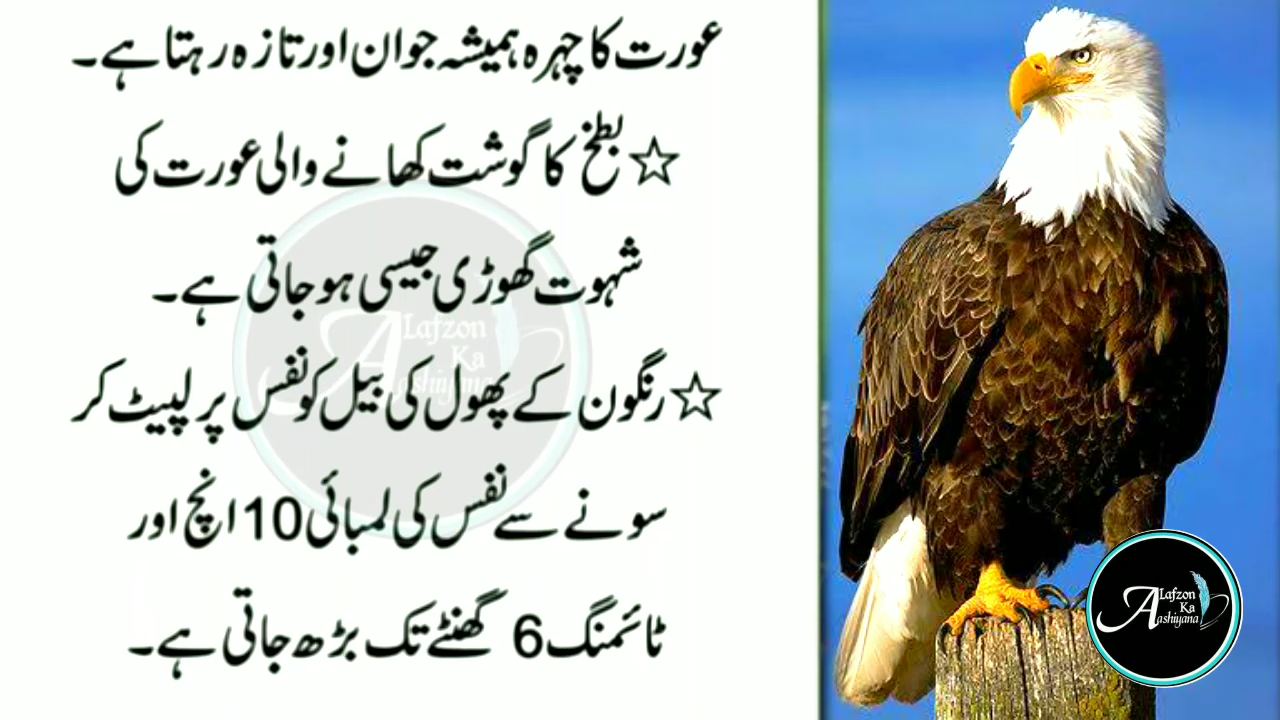 عورت کا چہرہ ہمیشہ جوان اور تازہ رہتا ہے۔
☆ بطخ کا گوشت کھانے والی عورت کی
شہوت گھوڑی جیسی ہو جاتی ہے۔
☆ رنگون کے پھول کی بیل کو نفس پر لپیٹ کر
سونے سے نفس کی لمبائی 10 انچ اور
ٹائمنگ 6 گھنٹے تک بڑھ جاتی ہے۔
Lafzon
Ka
Aashiyana
Lafzon
Ka
Aashiyana